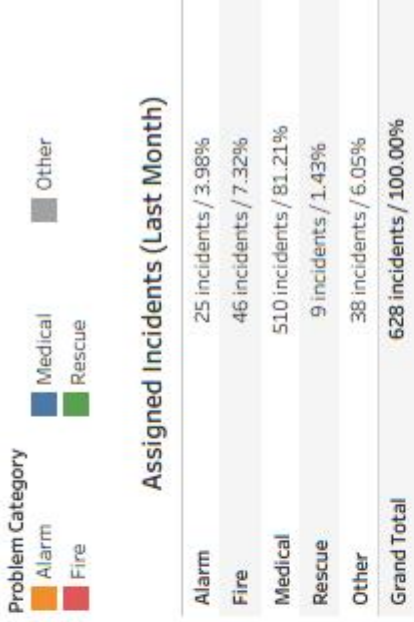 Problem Category
Alarm Medical Other
Fire Rescue
Assigned Incidents (Last Month)
Alarm 25 incidents / 3.98%
Fire 46 incidents / 7.32%
Medical 510 incidents / 81.21%
Rescue 9 incidents / 1.43%
Other 38 incidents / 6.05%
Grand Total 628 incidents / 100.00%